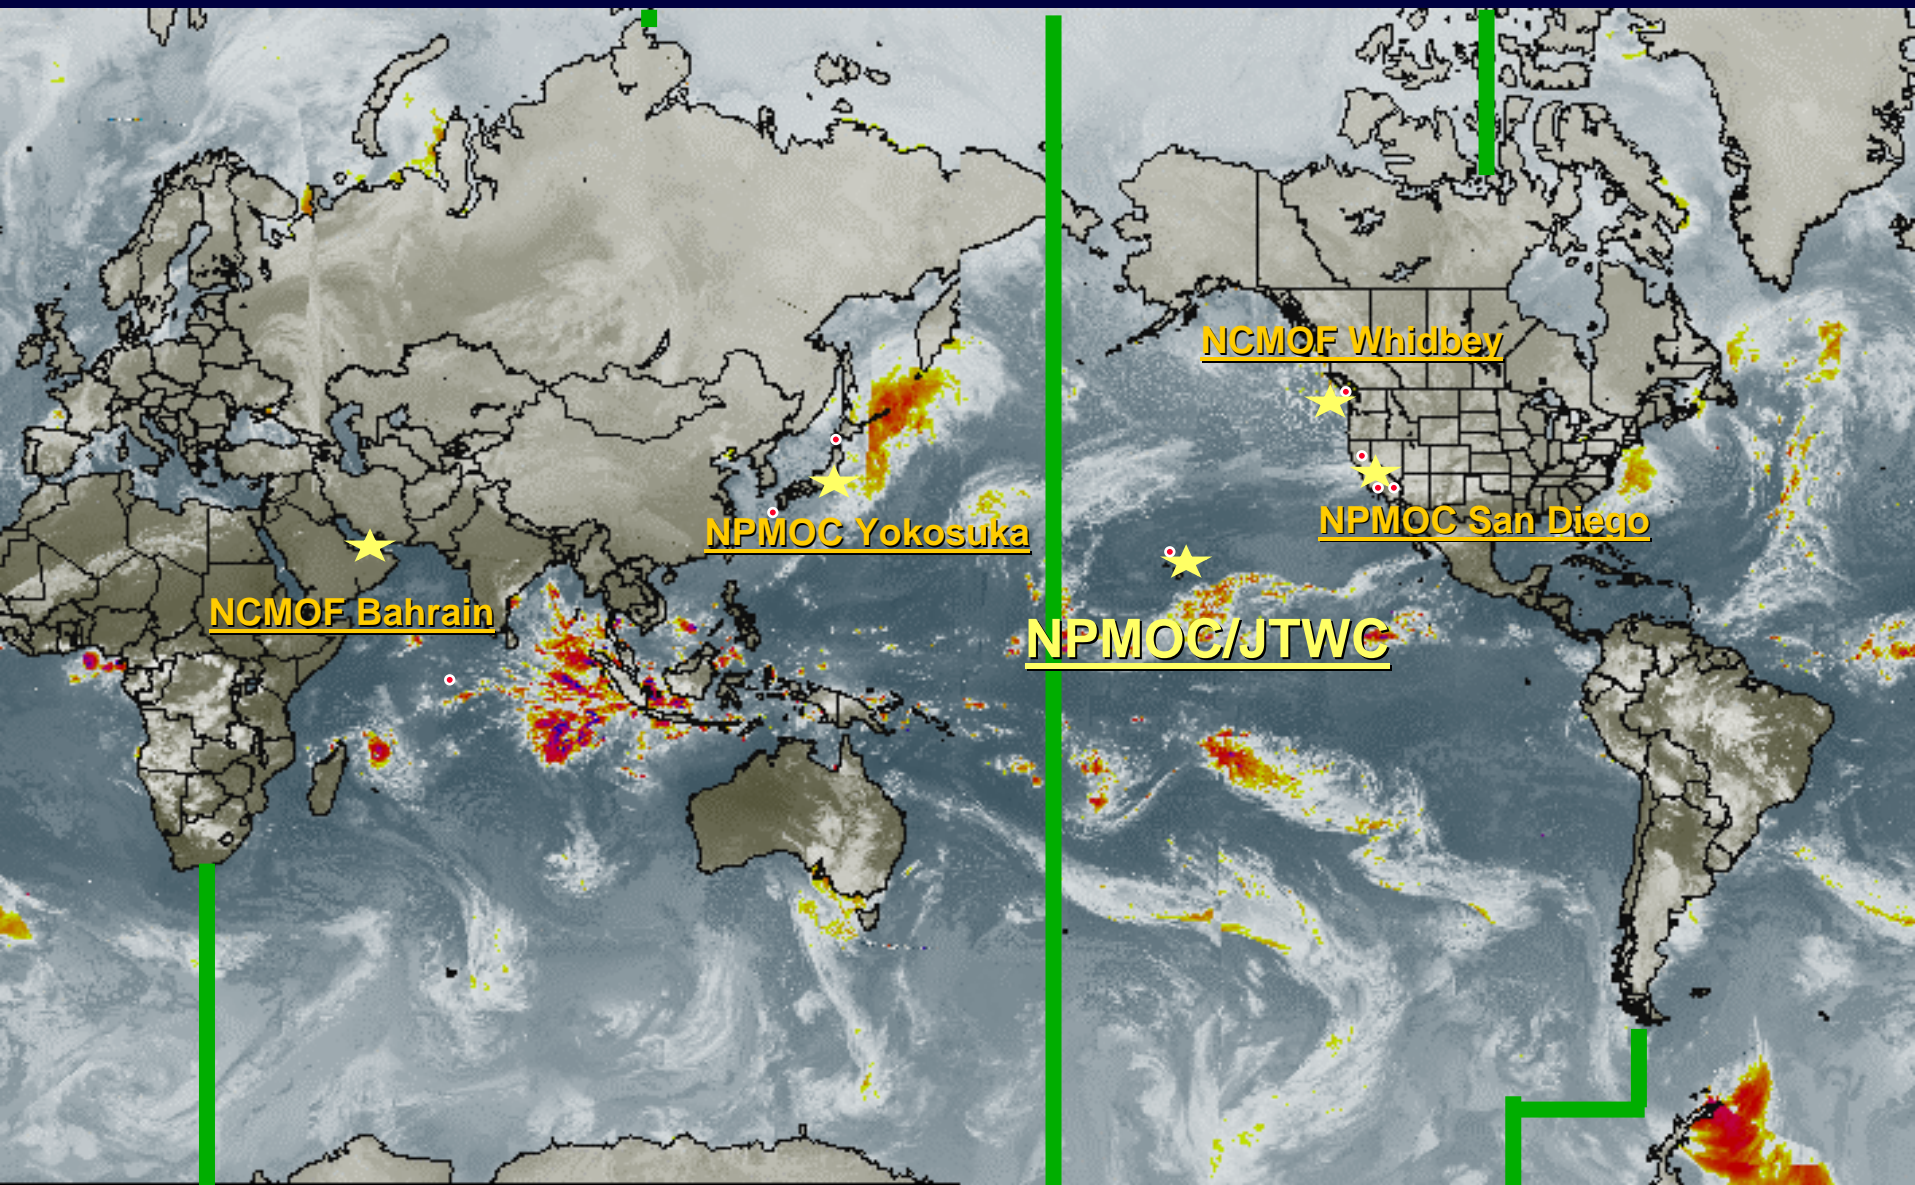 NCMOF Whidbey
NPMOC San Diego
NPMOC Yokosuka
NCMOF Bahrain
NPMOC/JTWC